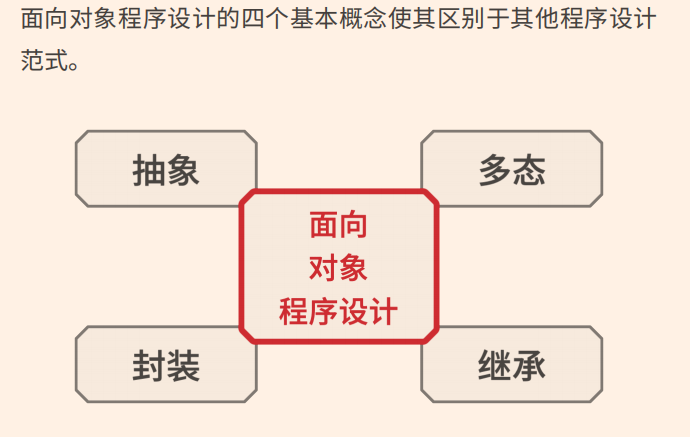 面向对象程序设计的四个基本概念使其区别于其他程序设计
范式。
抽象
多态
面向
对象
程序设计
封装
继承